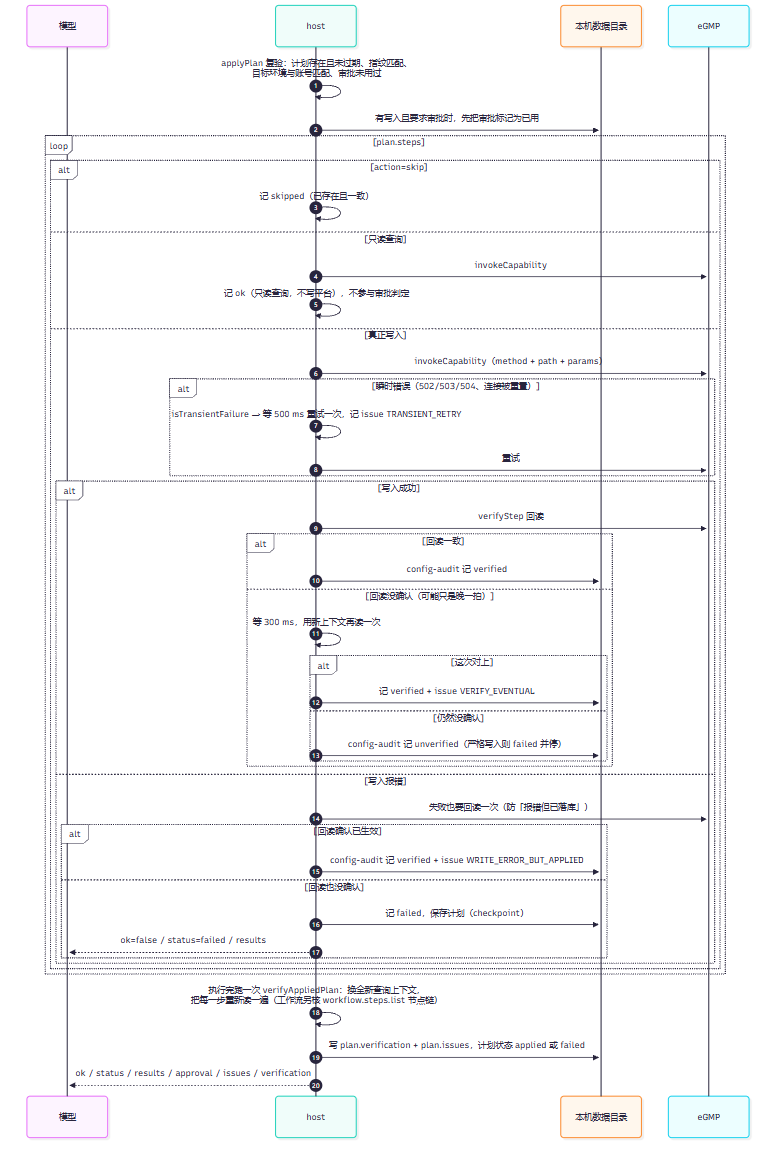 模型
host
本机数据目录
eGMP
applyPlan 复验：计划存在且未过期、指纹匹配、
目标环境与账号匹配、审批未用过
1
有写入且要求审批时，先把审批标记为已用
2
loop
[plan.steps]
alt
[action=skip]
记 skipped（已存在且一致）
3
[只读查询]
invokeCapability
4
记 ok（只读查询，不写平台），不参与审批判定
5
[真正写入]
invokeCapability（method + path + params）
6
alt
[瞬时错误（502/503/504、连接被重置）]
isTransientFailure → 等 500 ms 重试一次，记 issue TRANSIENT_RETRY
7
重试
8
alt
[写入成功]
verifyStep 回读
9
alt
[回读一致]
config-audit 记 verified
10
[回读没确认（可能只是晚一拍）]
等 300 ms，用新上下文再读一次
11
alt
[这次对上]
记 verified + issue VERIFY_EVENTUAL
12
[仍然没确认]
config-audit 记 unverified（严格写入则 failed 并停）
13
[写入报错]
失败也要回读一次（防「报错但已落库」）
14
alt
[回读确认已生效]
config-audit 记 verified + issue WRITE_ERROR_BUT_APPLIED
15
[回读也没确认]
记 failed，保存计划（checkpoint）
16
ok=false / status=failed / results
17
执行完跑一次 verifyAppliedPlan：换全新查询上下文，
把每一步重新读一遍（工作流另核 workflow.steps.list 节点链）
18
写 plan.verification + plan.issues，计划状态 applied 或 failed
19
ok / status / results / approval / issues / verification
20
模型
host
本机数据目录
eGMP